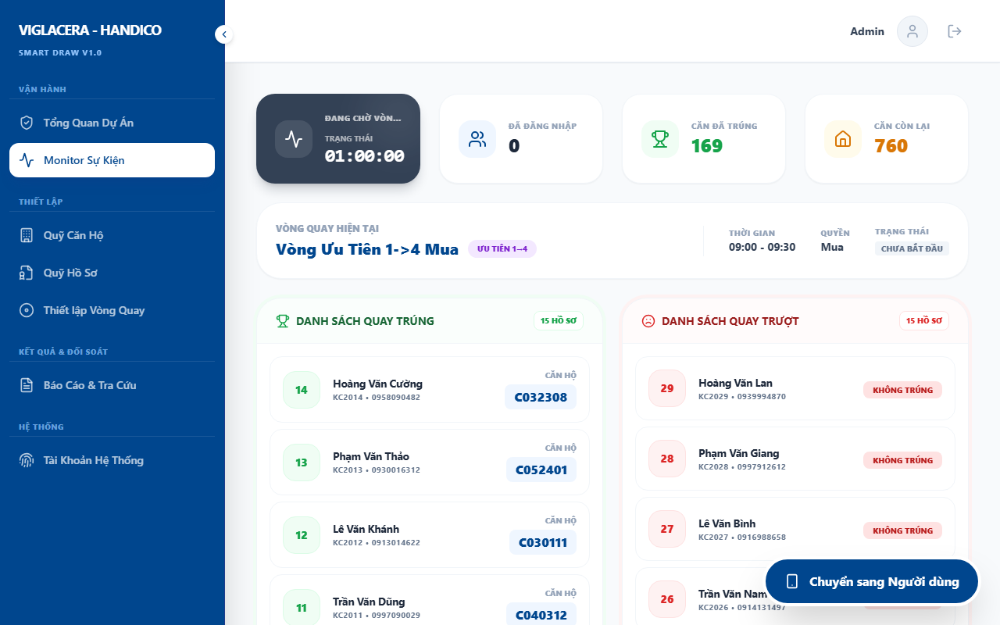 VIGLACERA - HANDICO
SMART DRAW V1.0
VẬN HÀNH
Tổng Quan Dự Án
Monitor Sự Kiện
THIẾT LẬP
Quỹ Căn Hộ
Quỹ Hồ Sơ
Thiết lập Vòng Quay
KẾT QUẢ & ĐỐI SOÁT
Báo Cáo & Tra Cứu
HỆ THỐNG
Tài Khoản Hệ Thống
Admin
ĐANG CHỜ VÒN...
TRẠNG THÁI
01:00:00
ĐÃ ĐĂNG NHẬP
0
CĂN ĐÃ TRÚNG
169
CĂN CÒN LẠI
760
VÒNG QUAY HIỆN TẠI
Vòng Ưu Tiên 1->4 Mua
ƯU TIÊN 1→4
THỜI GIAN
09:00 - 09:30
QUYỀN
Mua
TRẠNG THÁI
CHƯA BẮT ĐẦU
DANH SÁCH QUAY TRÚNG
15 HỒ SƠ
14
Hoàng Văn Cường
KC2014 • 0958090482
CĂN HỘ
C032308
13
Phạm Văn Thảo
KC2013 • 0930016312
CĂN HỘ
C052401
12
Lê Văn Khánh
KC2012 • 0913014622
CĂN HỘ
C030111
11
Trần Văn Dũng
KC2011 • 0997090029
CĂN HỘ
C040312
DANH SÁCH QUAY TRƯỢT
15 HỒ SƠ
29
Hoàng Văn Lan
KC2029 • 0939994870
KHÔNG TRÚNG
28
Phạm Văn Giang
KC2028 • 0997912612
KHÔNG TRÚNG
27
Lê Văn Bình
KC2027 • 0916988658
KHÔNG TRÚNG
26
Trần Văn Nam
KC2026 • 0914131497
Chuyển sang Người dùng